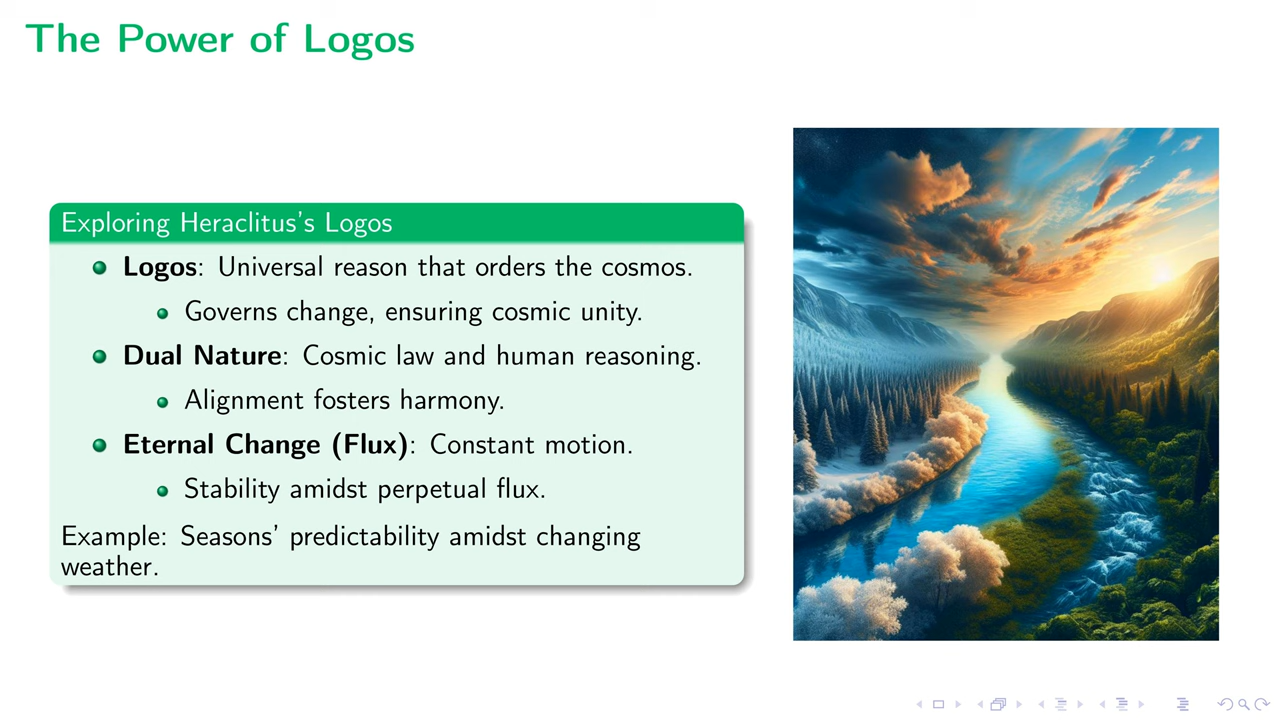 The Power of Logos
Exploring Heraclitus's Logos
Logos: Universal reason that orders the cosmos.
Governs change, ensuring cosmic unity.
Dual Nature: Cosmic law and human reasoning.
Alignment fosters harmony.
Eternal Change (Flux): Constant motion.
Stability amidst perpetual flux.
Example: Seasons' predictability amidst changing
weather.